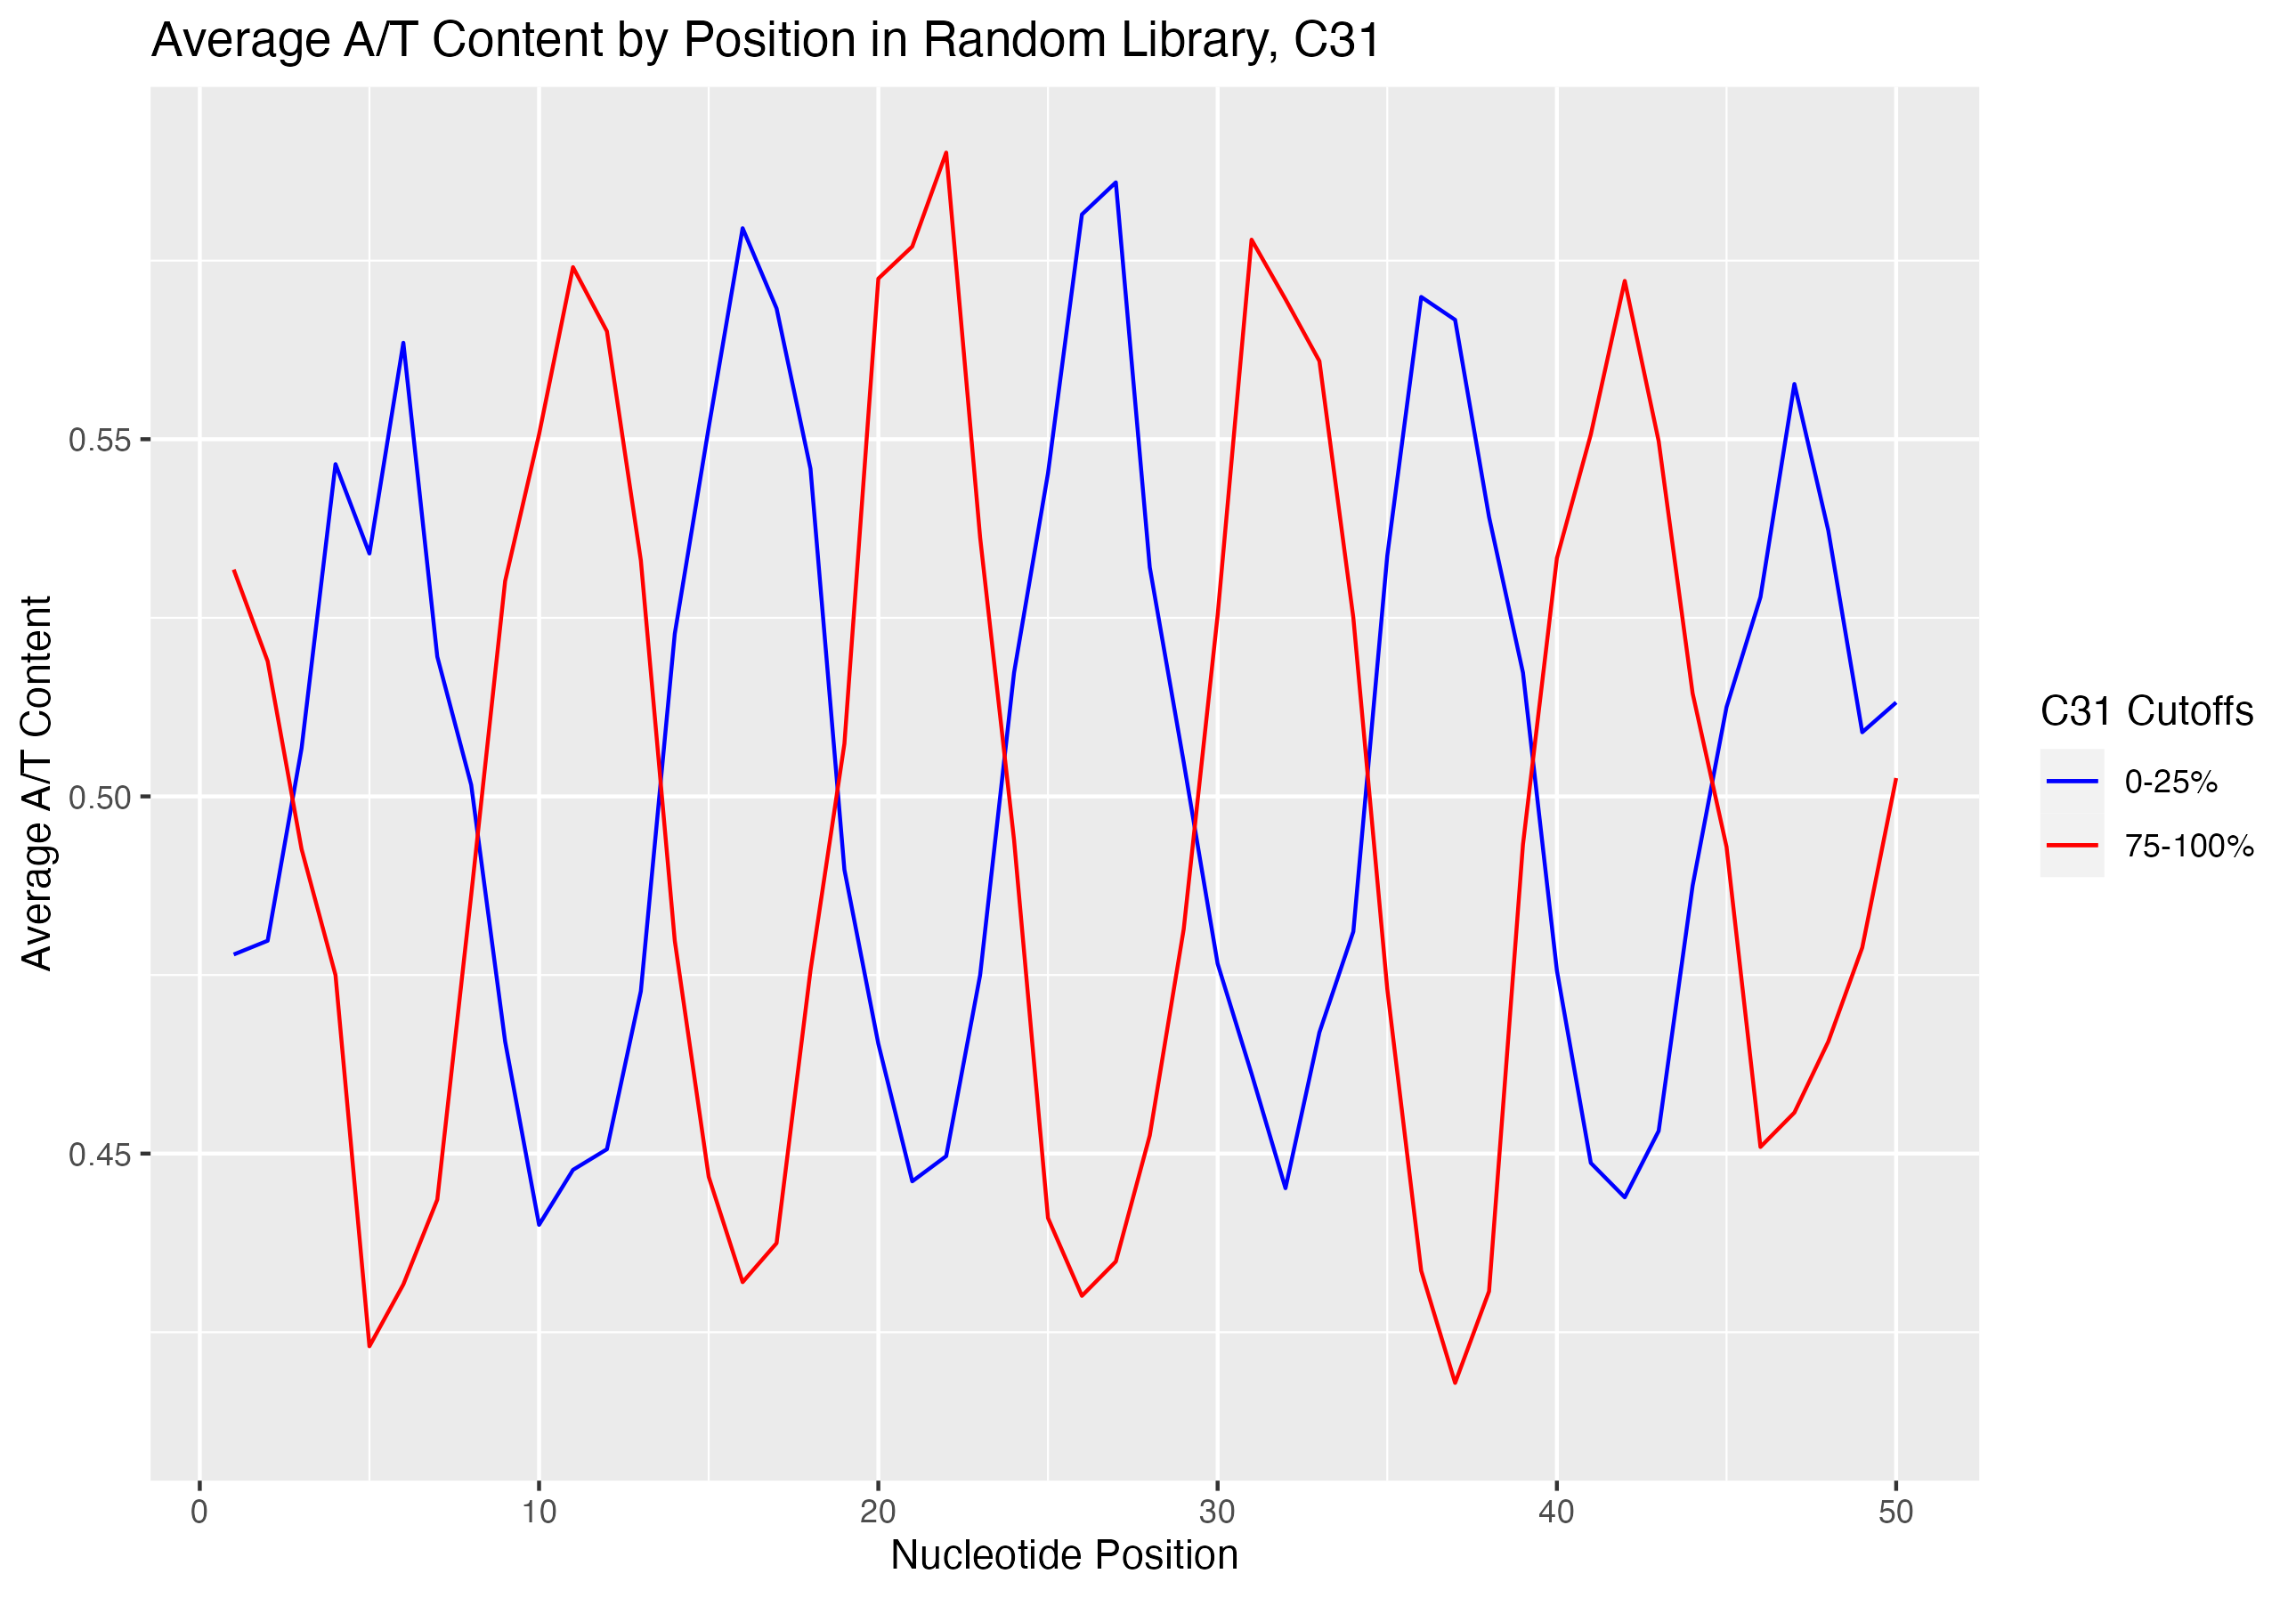 Average A/T Content by Position in Random Library, C31
Average A/T Content
0.55
0.50
0.45
0 10 20 30 40 50
Nucleotide Position
C31 Cutoffs
0-25%
75-100%